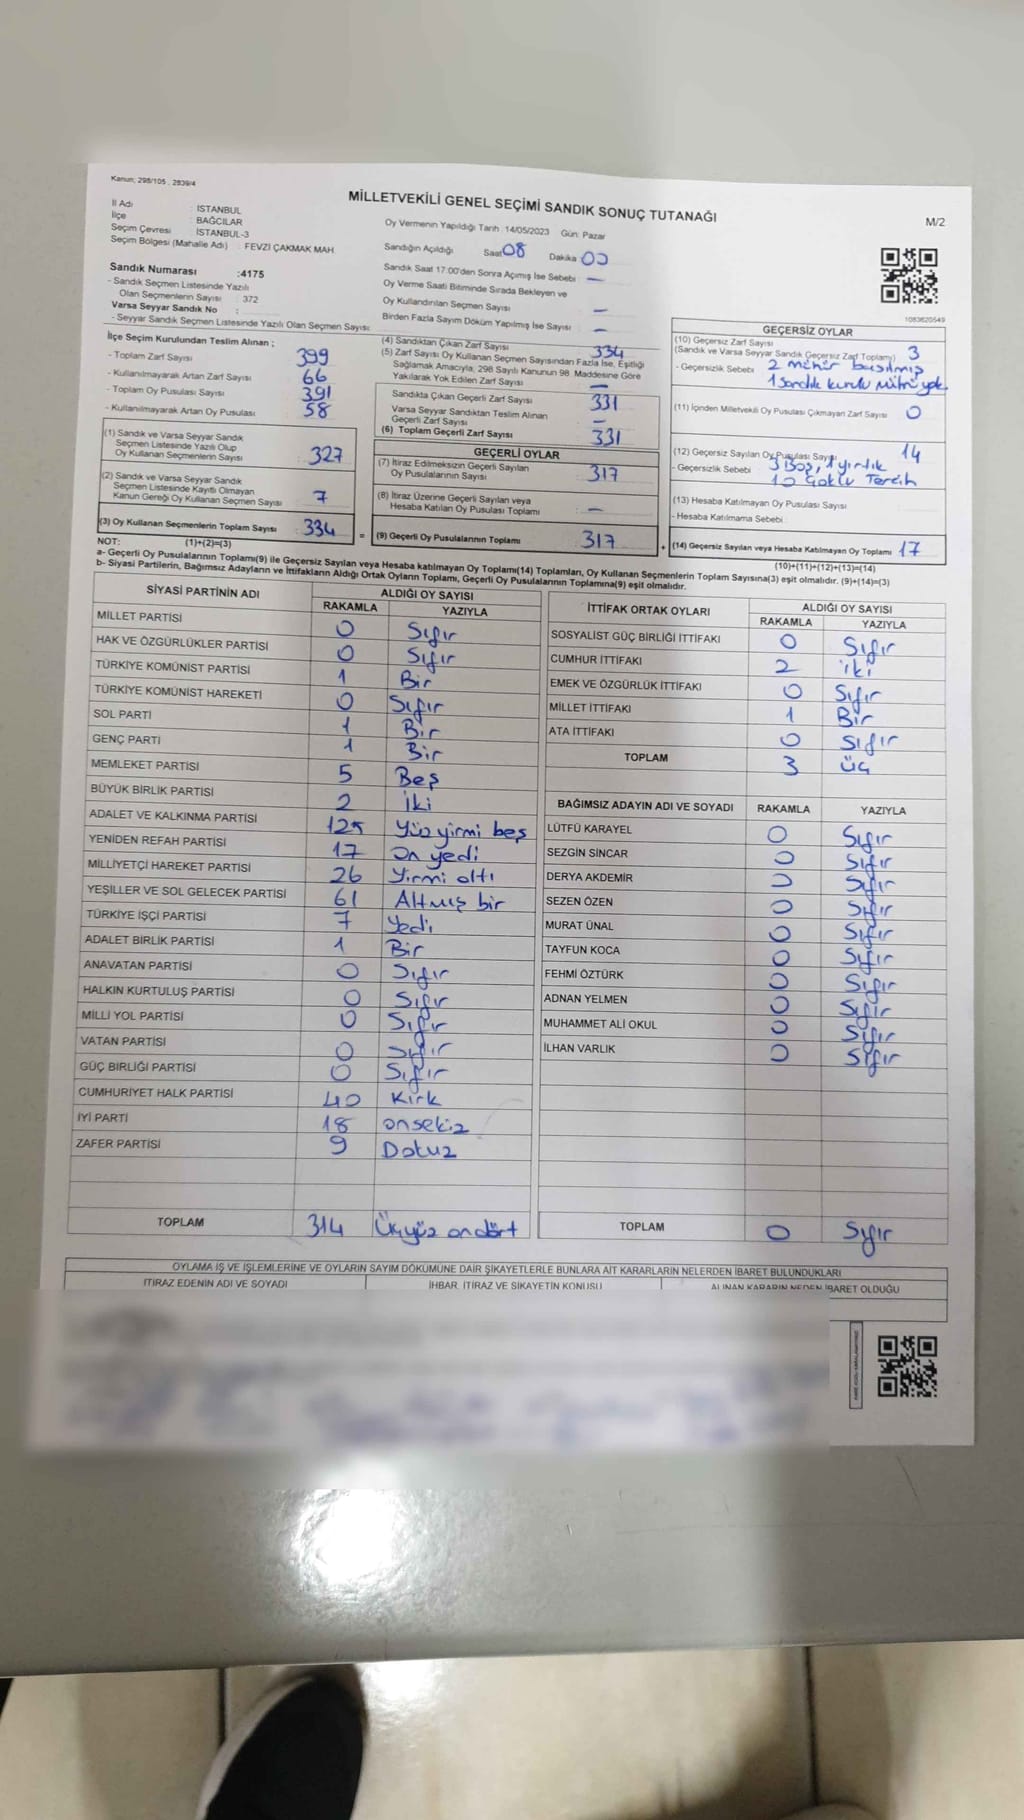 Kanun; 298/105 , 2839/4
MİLLETVEKİLİ GENEL SEÇİMİ SANDIK SONUÇ TUTANAĞI
M/2
İl Adı : İSTANBUL
İlçe : BAĞCILAR
Seçim Çevresi : İSTANBUL-3
Seçim Bölgesi (Mahalle Adı) : FEVZİ ÇAKMAK MAH.
Oy Vermenin Yapıldığı Tarih :14/05/2023 Gün: Pazar
Sandığın Açıldığı Saat 08 Dakika 00
Sandık Saat 17:00'den Sonra Açılmış İse Sebebi : —
Oy Verme Saati Bitiminde Sırada Bekleyen ve
Oy Kullandırılan Seçmen Sayısı : —
Birden Fazla Sayım Döküm Yapılmış İse Sayısı : —
1083620549
Sandık Numarası :4175
- Sandık Seçmen Listesinde Yazılı
Olan Seçmenlerin Sayısı : 372
Varsa Seyyar Sandık No :
- Seyyar Sandık Seçmen Listesinde Yazılı Olan Seçmen Sayısı:
İlçe Seçim Kurulundan Teslim Alınan ;
- Toplam Zarf Sayısı : 399
- Kullanılmayarak Artan Zarf Sayısı : 66
- Toplam Oy Pusulası Sayısı : 391
- Kullanılmayarak Artan Oy Pusulası : 58
(1) Sandık ve Varsa Seyyar Sandık
Seçmen Listesinde Yazılı Olup
Oy Kullanan Seçmenlerin Sayısı : 327
(2) Sandık ve Varsa Seyyar Sandık
Seçmen Listesinde Kayıtlı Olmayan
Kanun Gereği Oy Kullanan Seçmen Sayısı : 7
(3) Oy Kullanan Seçmenlerin Toplam Sayısı : 334
(1)+(2)=(3)
(4) Sandıktan Çıkan Zarf Sayısı : 334
(5) Zarf Sayısı Oy Kullanan Seçmen Sayısından Fazla İse, Eşitliği
Sağlamak Amacıyla, 298 Sayılı Kanunun 98. Maddesine Göre
Yakılarak Yok Edilen Zarf Sayısı : —
Sandıkta Çıkan Geçerli Zarf Sayısı : 331
Varsa Seyyar Sandıktan Teslim Alınan
Geçerli Zarf Sayısı : —
(6) Toplam Geçerli Zarf Sayısı : 331
GEÇERLİ OYLAR
(7) İtiraz Edilmeksizin Geçerli Sayılan
Oy Pusulalarının Sayısı : 317
(8) İtiraz Üzerine Geçerli Sayılan veya
Hesaba Katılan Oy Pusulası Toplamı : —
= (9) Geçerli Oy Pusulalarının Toplamı : 317
GEÇERSİZ OYLAR
(10) Geçersiz Zarf Sayısı
(Sandık ve Varsa Seyyar Sandık Geçersiz Zarf Toplamı) : 3
- Geçersizlik Sebebi : 2 mühür basılmış
1 sandık kurulu mührü yok
(11) İçinden Milletvekili Oy Pusulası Çıkmayan Zarf Sayısı : 0
(12) Geçersiz Sayılan Oy Pusulası Sayısı : 14
- Geçersizlik Sebebi : 3 Boş, 1 yırtık
10 Çoklu Tercih
(13) Hesaba Katılmayan Oy Pusulası Sayısı :
- Hesaba Katılmama Sebebi :
+ (14) Geçersiz Sayılan veya Hesaba Katılmayan Oy Toplamı : 17
(10)+(11)+(12)+(13)=(14)
NOT:
a- Geçerli Oy Pusulalarının Toplamı(9) ile Geçersiz Sayılan veya Hesaba katılmayan Oy Toplamı(14) Toplamları, Oy Kullanan Seçmenlerin Toplam Sayısına(3) eşit olmalıdır. (9)+(14)=(3)
b- Siyasi Partilerin, Bağımsız Adayların ve İttifakların Aldığı Ortak Oyların Toplamı, Geçerli Oy Pusulalarının Toplamına(9) eşit olmalıdır.
SİYASİ PARTİNİN ADI ALDIĞI OY SAYISI
RAKAMLA YAZIYLA
MİLLET PARTİSİ 0 Sıfır
HAK VE ÖZGÜRLÜKLER PARTİSİ 0 Sıfır
TÜRKİYE KOMÜNİST PARTİSİ 1 Bir
TÜRKİYE KOMÜNİST HAREKETİ 0 Sıfır
SOL PARTİ 1 Bir
GENÇ PARTİ 1 Bir
MEMLEKET PARTİSİ 5 Beş
BÜYÜK BİRLİK PARTİSİ 2 İki
ADALET VE KALKINMA PARTİSİ 125 Yüz yirmi beş
YENİDEN REFAH PARTİSİ 17 On yedi
MİLLİYETÇİ HAREKET PARTİSİ 26 Yirmi altı
YEŞİLLER VE SOL GELECEK PARTİSİ 61 Altmış bir
TÜRKİYE İŞÇİ PARTİSİ 7 Yedi
ADALET BİRLİK PARTİSİ 1 Bir
ANAVATAN PARTİSİ 0 Sıfır
HALKIN KURTULUŞ PARTİSİ 0 Sıfır
MİLLİ YOL PARTİSİ 0 Sıfır
VATAN PARTİSİ 0 Sıfır
GÜÇ BİRLİĞİ PARTİSİ 0 Sıfır
CUMHURİYET HALK PARTİSİ 40 Kırk
İYİ PARTİ 18 onsekiz
ZAFER PARTİSİ 9 Dokuz
TOPLAM 314 Üçyüz ondört
İTTİFAK ORTAK OYLARI ALDIĞI OY SAYISI
RAKAMLA YAZIYLA
SOSYALİST GÜÇ BİRLİĞİ İTTİFAKI 0 Sıfır
CUMHUR İTTİFAKI 2 iki
EMEK VE ÖZGÜRLÜK İTTİFAKI 0 Sıfır
MİLLET İTTİFAKI 1 Bir
ATA İTTİFAKI 0 Sıfır
TOPLAM 3 üç
BAĞIMSIZ ADAYIN ADI VE SOYADI RAKAMLA YAZIYLA
LÜTFÜ KARAYEL 0 Sıfır
SEZGİN SİNCAR 0 Sıfır
DERYA AKDEMİR 0 Sıfır
SEZEN ÖZEN 0 Sıfır
MURAT ÜNAL 0 Sıfır
TAYFUN KOCA 0 Sıfır
FEHMİ ÖZTÜRK 0 Sıfır
ADNAN YELMEN 0 Sıfır
MUHAMMET ALİ OKUL 0 Sıfır
İLHAN VARLIK 0 Sıfır
TOPLAM 0 Sıfır
OYLAMA İŞ VE İŞLEMLERİNE VE OYLARIN SAYIM DÖKÜMÜNE DAİR ŞİKAYETLERLE BUNLARA AİT KARARLARIN NELERDEN İBARET BULUNDUKLARI
İTİRAZ EDENİN ADI VE SOYADI İHBAR, İTİRAZ VE ŞİKAYETİN KONUSU ALINAN KARARIN NEDEN İBARET OLDUĞU